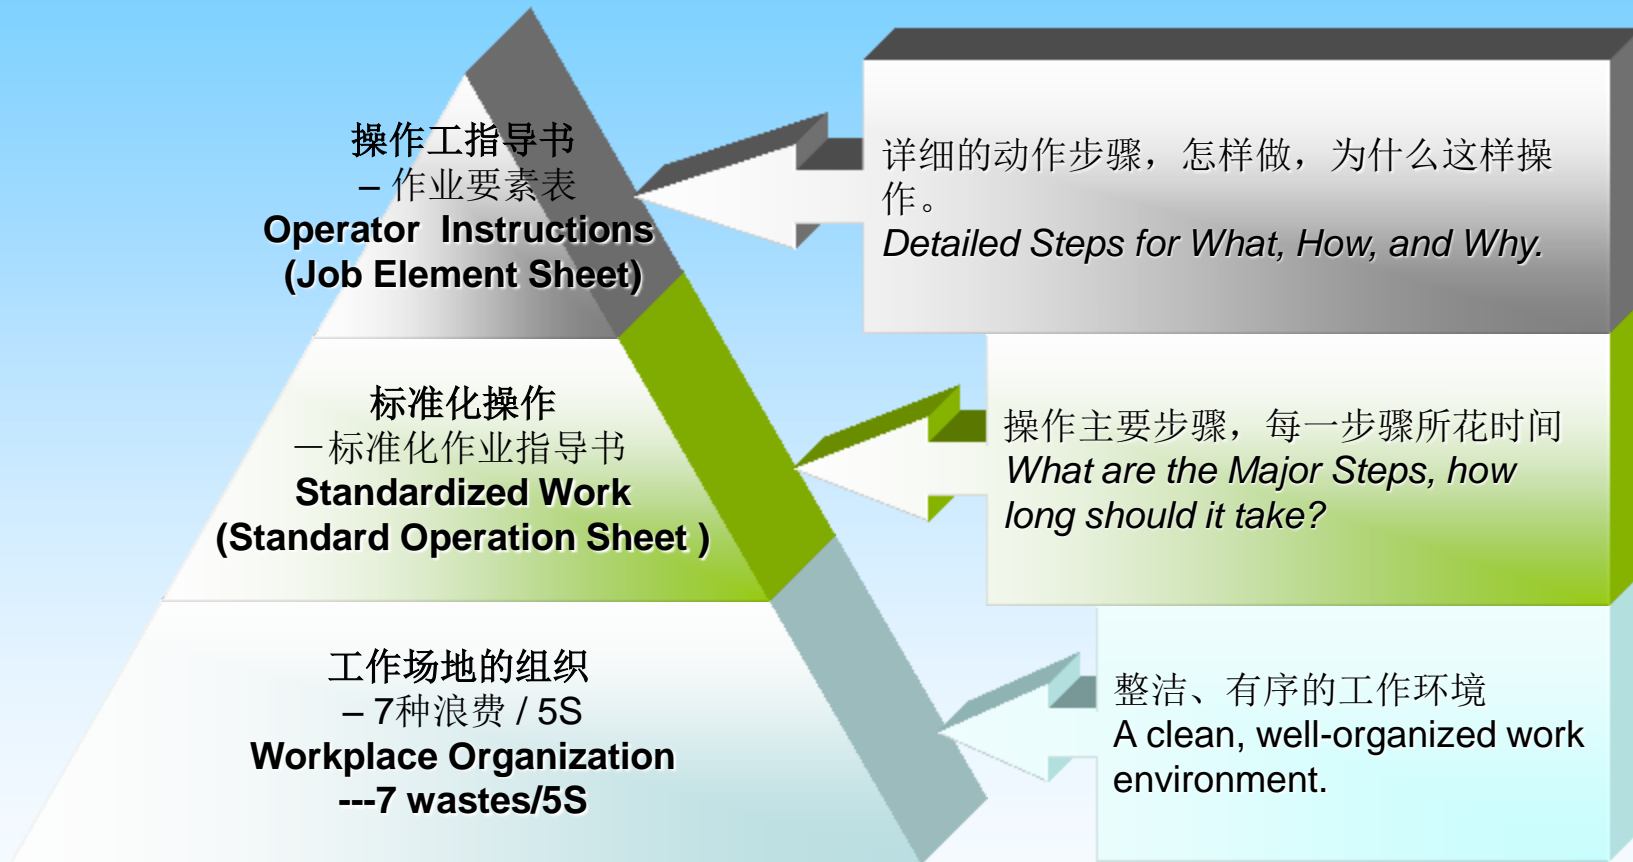 操作工指导书
– 作业要素表
Operator  Instructions
(Job Element Sheet)
详细的动作步骤，怎样做，为什么这样操
作。
Detailed Steps for What, How, and Why.
标准化操作
－标准化作业指导书
Standardized Work
(Standard Operation Sheet )
操作主要步骤，每一步骤所花时间
What are the Major Steps, how
long should it take?
工作场地的组织
– 7种浪费 / 5S
Workplace Organization
---7 wastes/5S
整洁、有序的工作环境
A clean, well-organized work
environment.